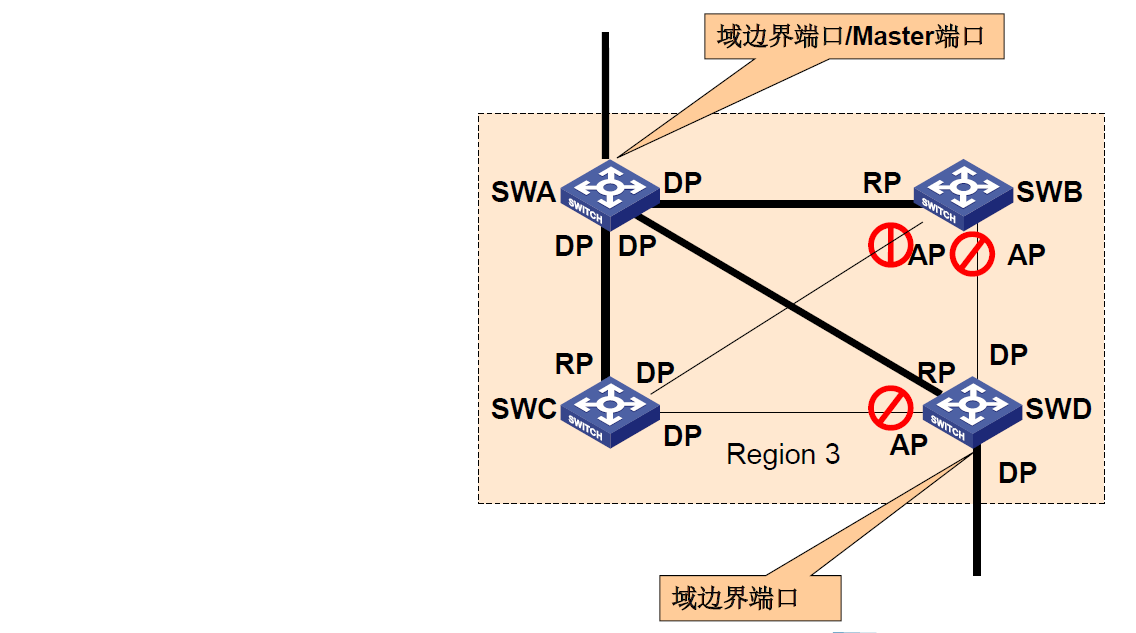 域边界端口/Master端口
SWA
DP
RP
SWB
SWITCH
SWITCH
DP
DP
AP
AP
RP
DP
RP
DP
SWC
SWD
SWITCH
SWITCH
DP
AP
Region 3
DP
域边界端口